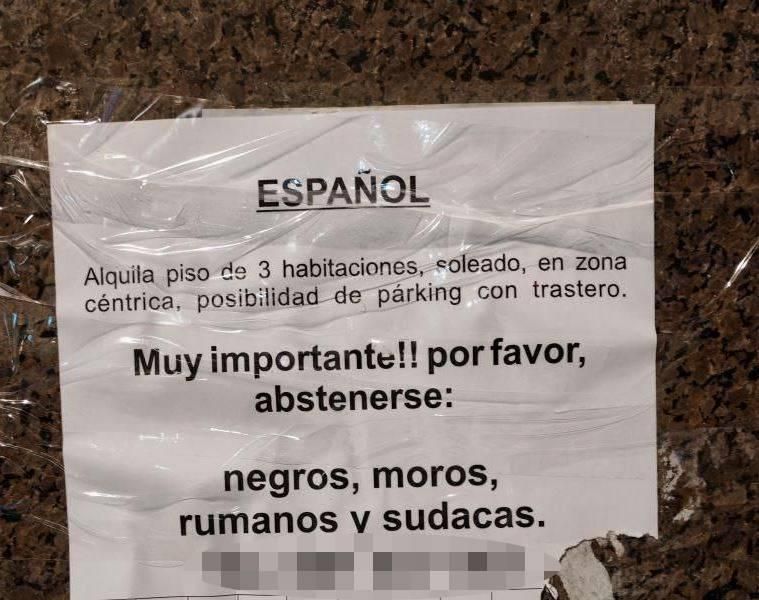 ESPAÑOL
Alquila piso de 3 habitaciones, soleado, en zona
céntrica, posibilidad de párking con trastero.
Muy importante!! por favor,
abstenerse:
negros, moros,
rumanos y sudacas.